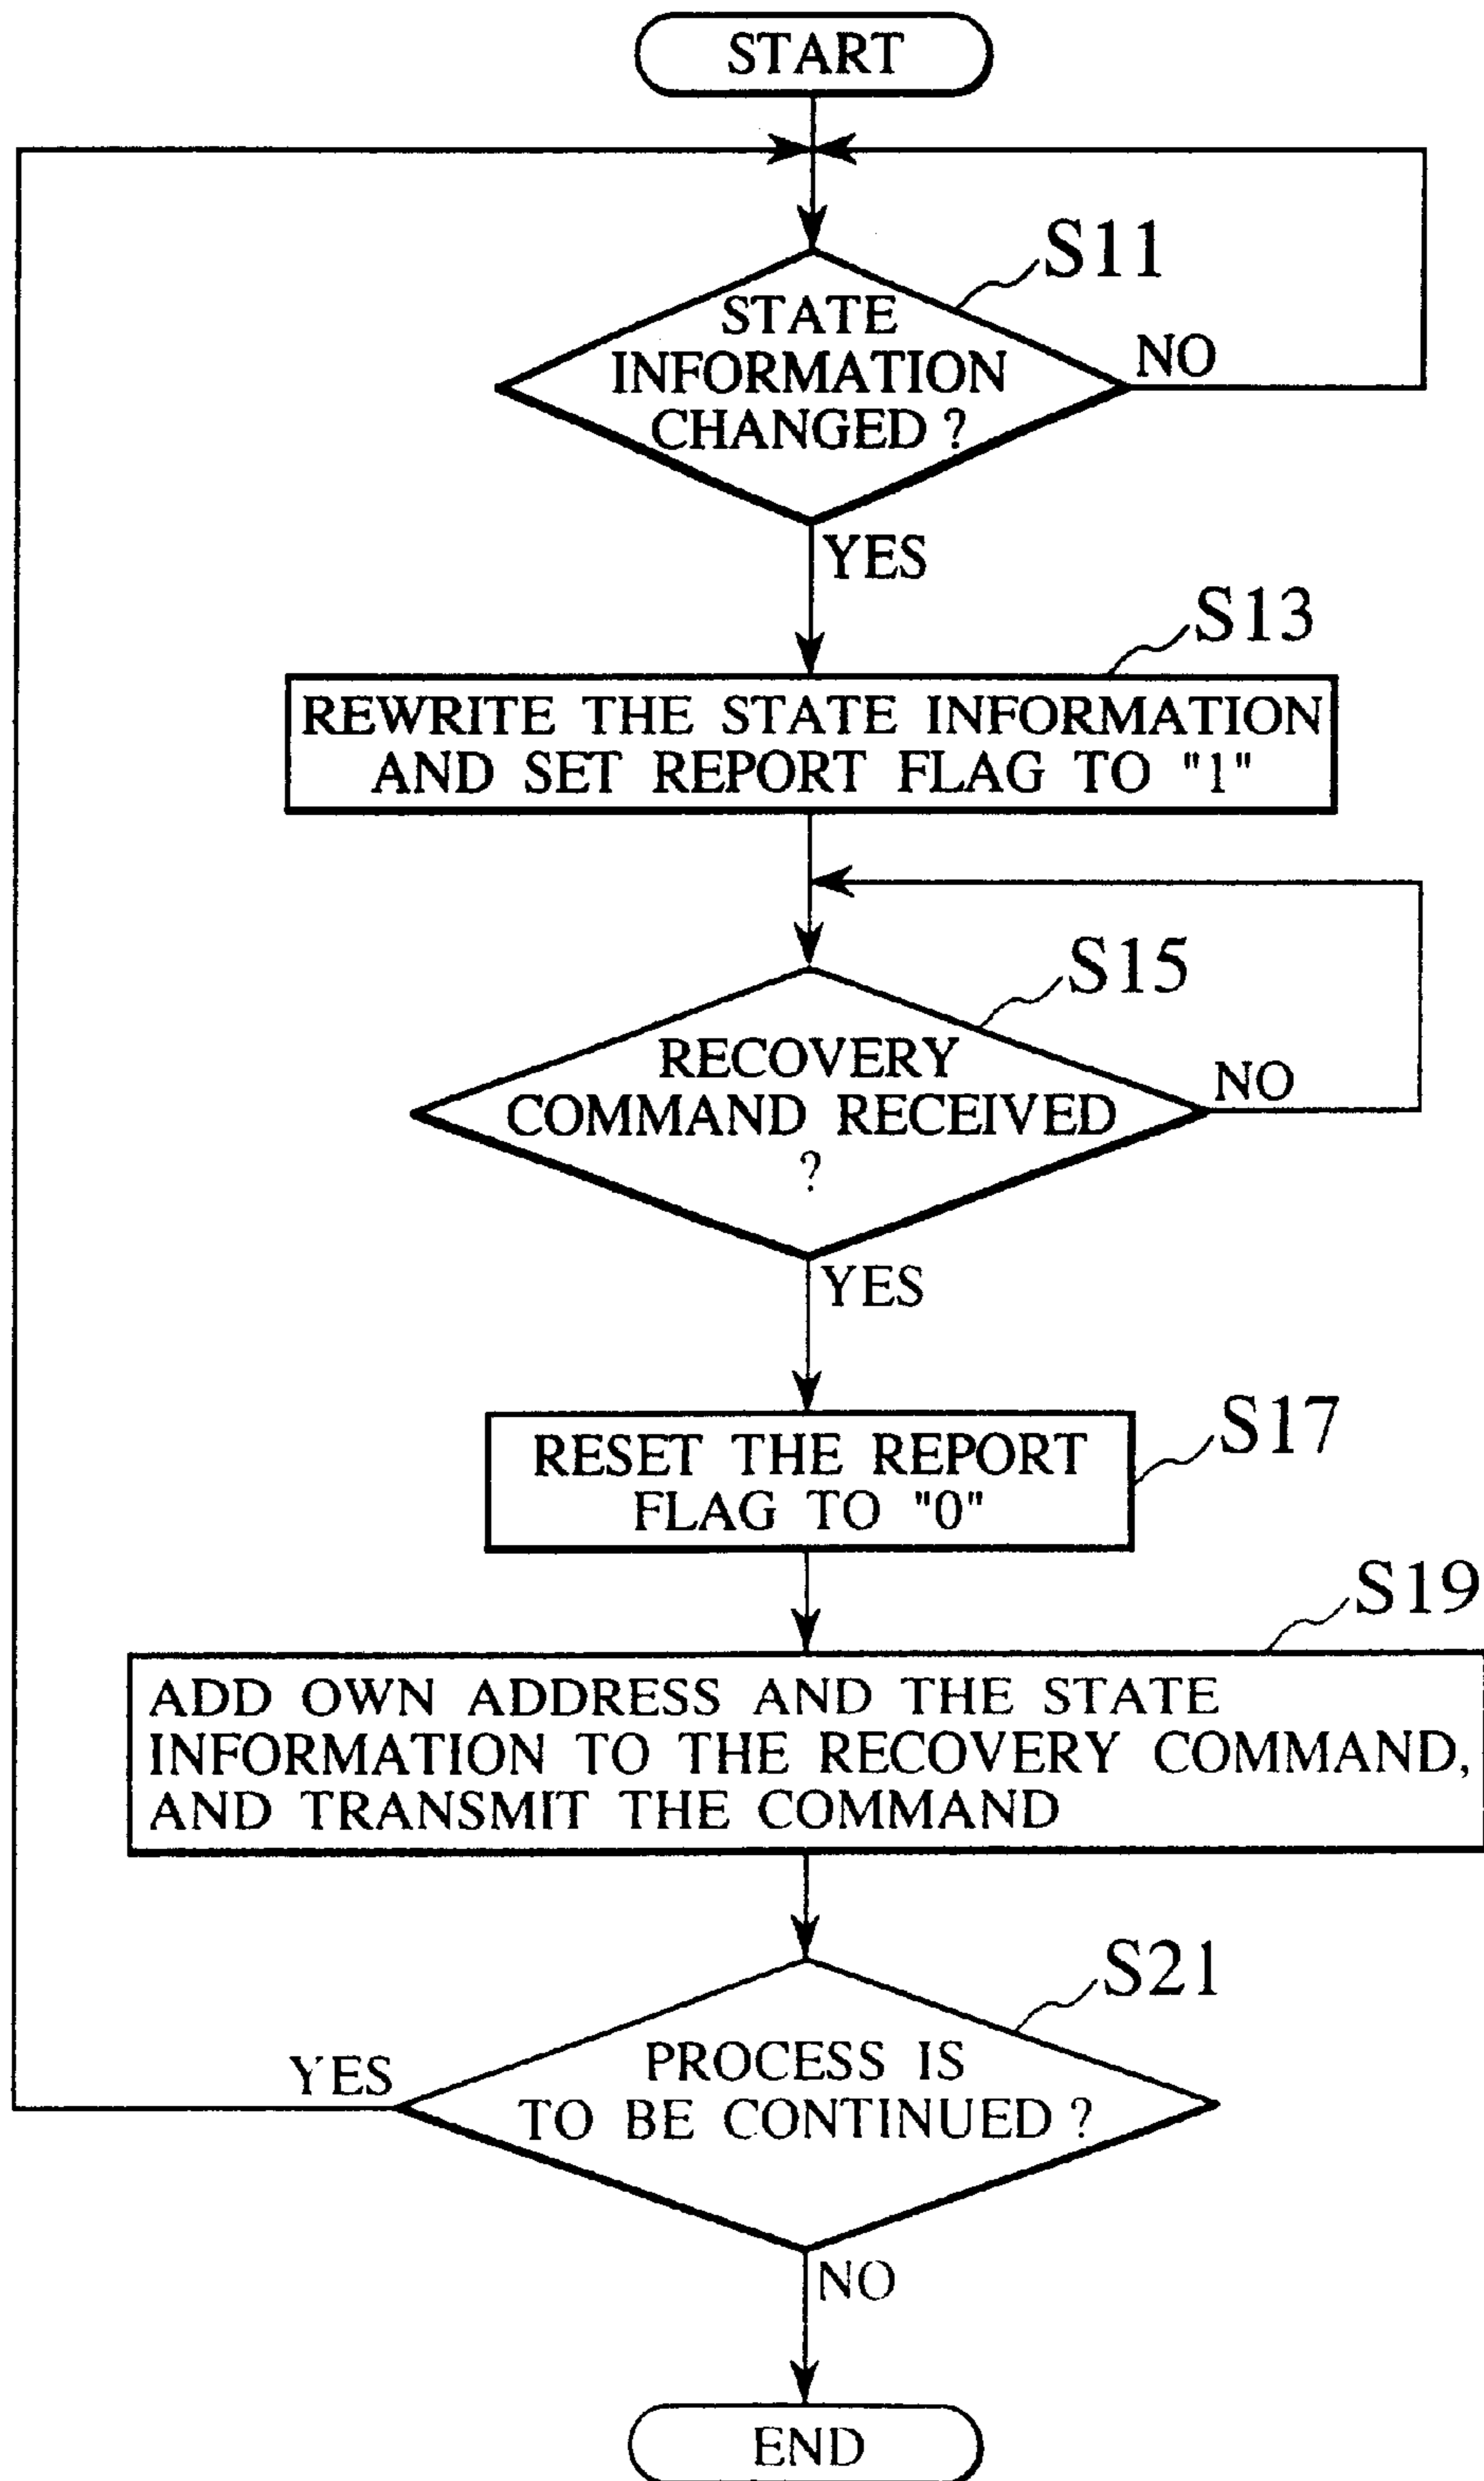 START
S11
STATE
INFORMATION
CHANGED ?
NO
YES
S13
REWRITE THE STATE INFORMATION
AND SET REPORT FLAG TO "1"
S15
RECOVERY
COMMAND RECEIVED
?
NO
YES
S17
RESET THE REPORT
FLAG TO "0"
S19
ADD OWN ADDRESS AND THE STATE
INFORMATION TO THE RECOVERY COMMAND,
AND TRANSMIT THE COMMAND
S21
PROCESS IS
TO BE CONTINUED ?
YES
NO
END